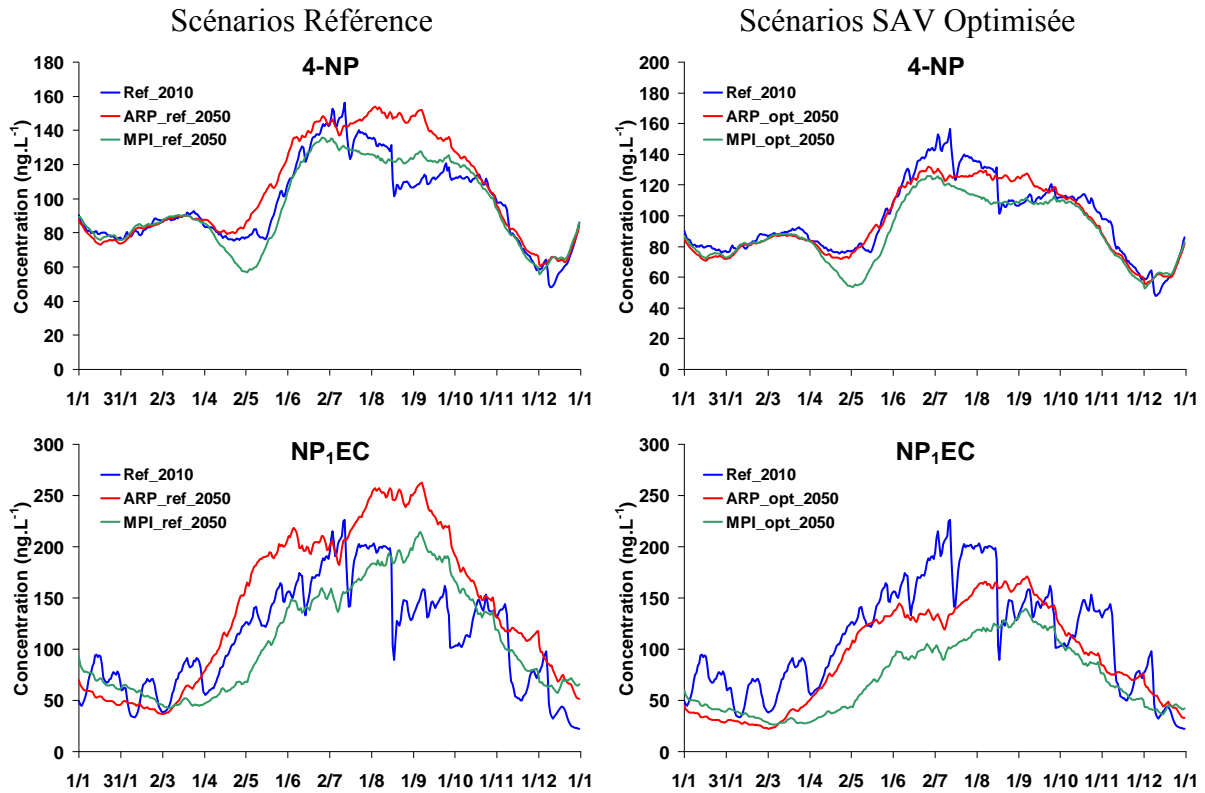 Scénarios Référence
Scénarios SAV Optimisée
4-NP
Ref_2010
ARP_ref_2050
MPI_ref_2050
Concentration (ng.L⁻¹)
180
160
140
120
100
80
60
40
20
0
1/1 31/1 2/3 1/4 2/5 1/6 2/7 1/8 1/9 1/10 1/11 1/12 1/1
4-NP
Ref_2010
ARP_opt_2050
MPI_opt_2050
Concentration (ng.L⁻¹)
200
180
160
140
120
100
80
60
40
20
0
1/1 31/1 2/3 1/4 2/5 1/6 2/7 1/8 1/9 1/10 1/11 1/12 1/1
NP₁EC
Ref_2010
ARP_ref_2050
MPI_ref_2050
Concentration (ng.L⁻¹)
300
250
200
150
100
50
0
1/1 31/1 2/3 1/4 2/5 1/6 2/7 1/8 1/9 1/10 1/11 1/12 1/1
NP₁EC
Ref_2010
ARP_opt_2050
MPI_opt_2050
Concentration (ng.L⁻¹)
300
250
200
150
100
50
0
1/1 31/1 2/3 1/4 2/5 1/6 2/7 1/8 1/9 1/10 1/11 1/12 1/1